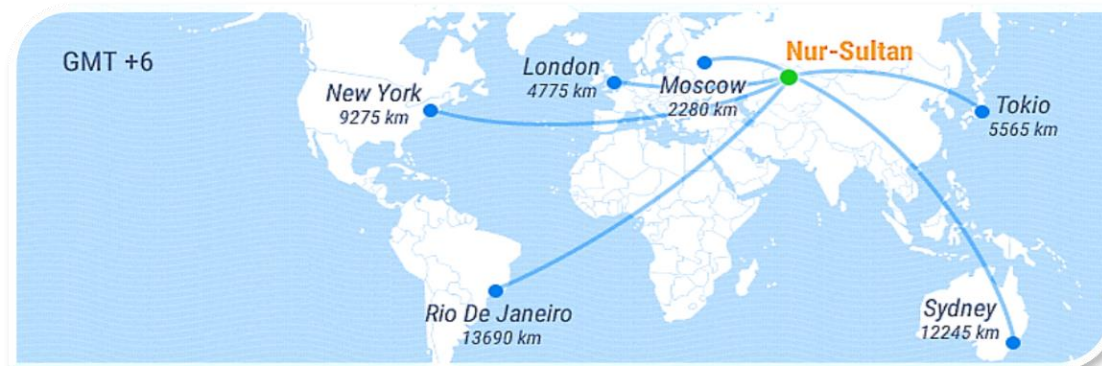 GMT +6
Nur-Sultan
London
4775 km
Moscow
2280 km
New York
9275 km
Tokio
5565 km
Rio De Janeiro
13690 km
Sydney
12245 km